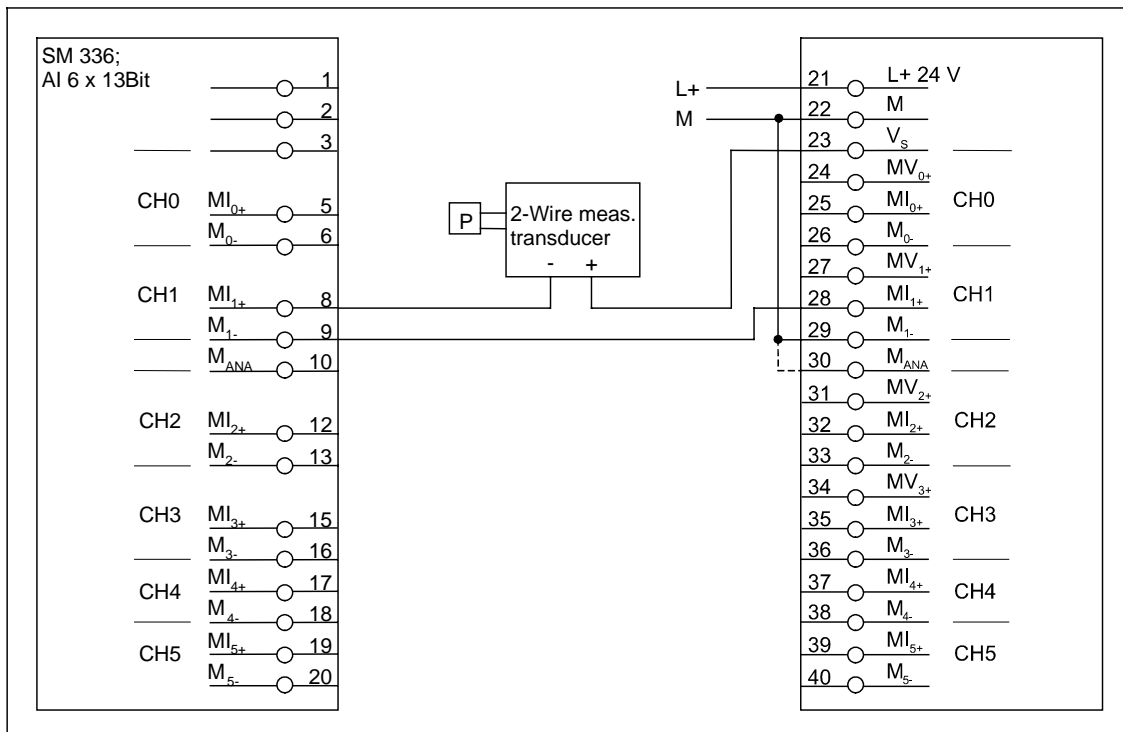 SM 336;
AI 6 x 13Bit
1
2
3
CH0
MI0+ 5
M0- 6
CH1
MI1+ 8
M1- 9
MANA 10
CH2
MI2+ 12
M2- 13
CH3
MI3+ 15
M3- 16
CH4
MI4+ 17
M4- 18
CH5
MI5+ 19
M5- 20
P
2-Wire meas.
transducer
- +
L+
M
21 L+ 24 V
22 M
23 VS
24 MV0+
25 MI0+
CH0
26 M0-
27 MV1+
28 MI1+
CH1
29 M1-
30 MANA
31 MV2+
32 MI2+
CH2
33 M2-
34 MV3+
35 MI3+
CH3
36 M3-
37 MI4+
CH4
38 M4-
39 MI5+
CH5
40 M5-